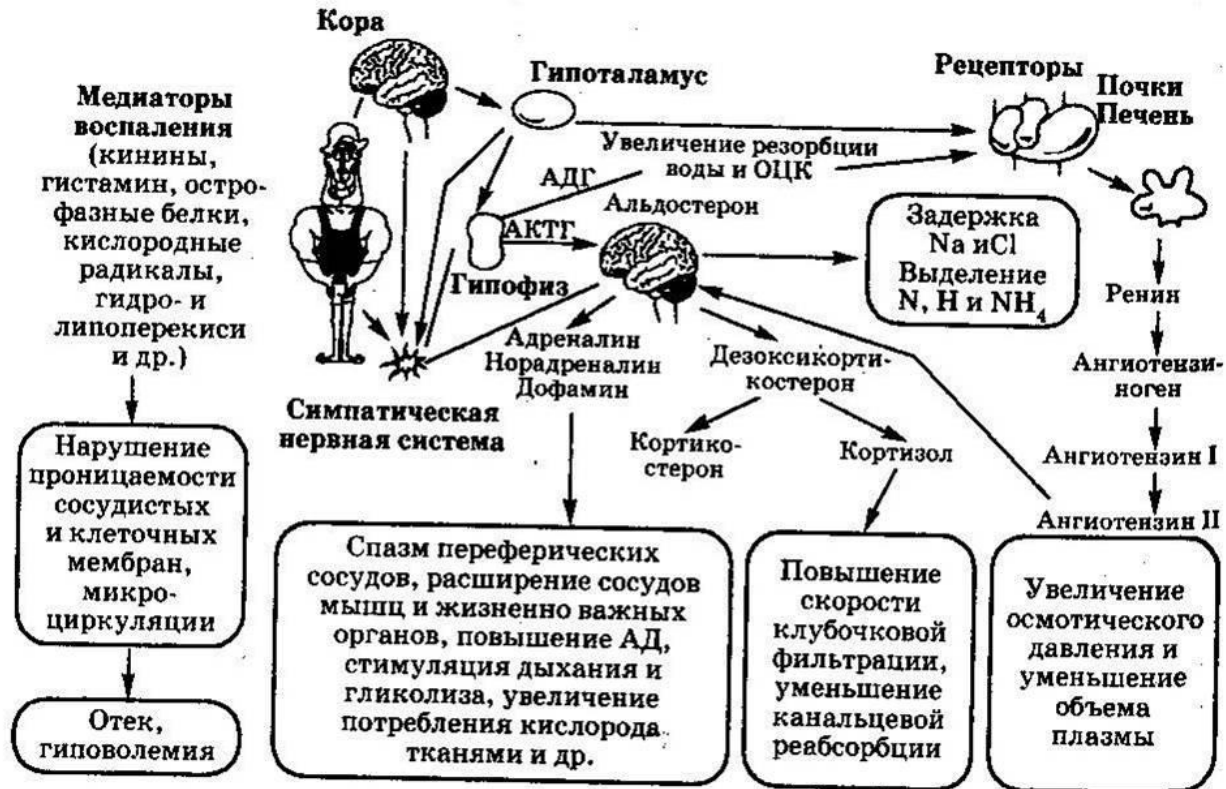 Кора
Гипоталамус
Рецепторы
Почки
Печень
Медиаторы
воспаления
(кинины,
гистамин, остро-
фазные белки,
кислородные
радикалы,
гидро- и
липоперекиси
и др.)
Увеличение резорбции
воды и ОЦК
АДГ
Альдостерон
АКТГ
Гипофиз
Задержка
Na иCl
Выделение
N, H и NH4
Ренин
Адреналин
Норадреналин
Дофамин
Дезоксикорти-
костерон
Ангиотензи-
ноген
Симпатическая
нервная система
Кортико-
стерон
Кортизол
Ангиотензин I
Ангиотензин II
Нарушение
проницаемости
сосудистых
и клеточных
мембран,
микро-
циркуляции
Отек,
гиповолемия
Спазм переферических
сосудов, расширение сосудов
мышц и жизненно важных
органов, повышение АД,
стимуляция дыхания и
гликолиза, увеличение
потребления кислорода
тканями и др.
Повышение
скорости
клубочковой
фильтрации,
уменьшение
канальцевой
реабсорбции
Увеличение
осмотического
давления и
уменьшение
объема
плазмы